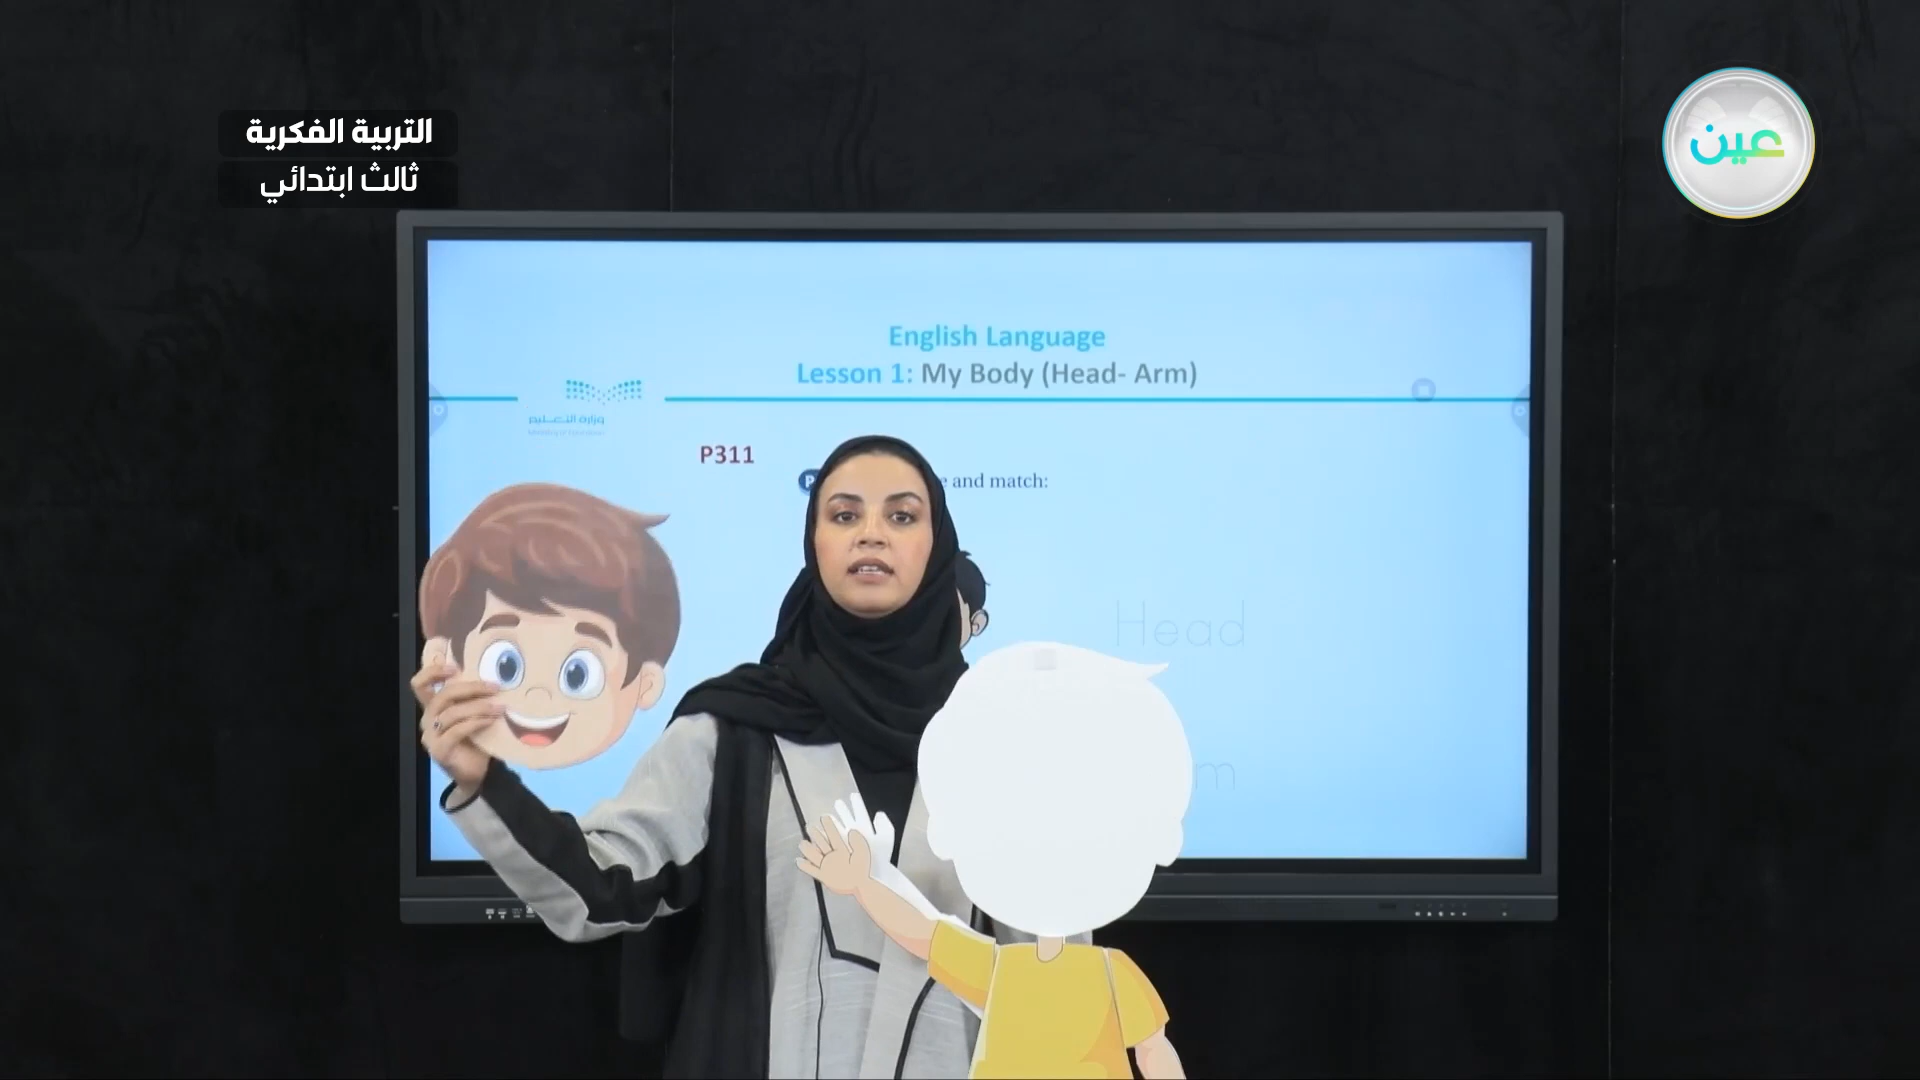 التربية الفكرية
ثالث ابتدائي
عين
English Language
Lesson 1: My Body (Head- Arm)
وزارة التعليم
P311
e and match:
Head
m